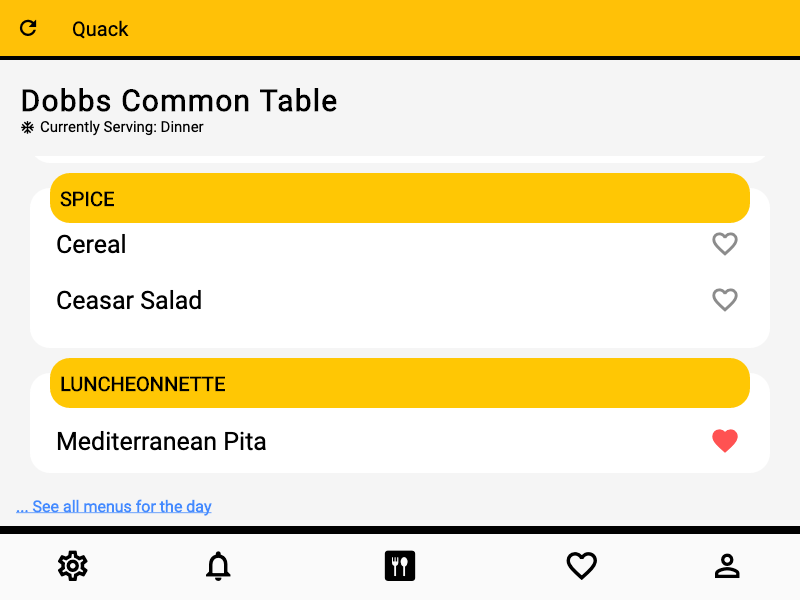 Quack
Dobbs Common Table
Currently Serving: Dinner
SPICE
Cereal
Ceasar Salad
LUNCHEONNETTE
Mediterranean Pita
... See all menus for the day